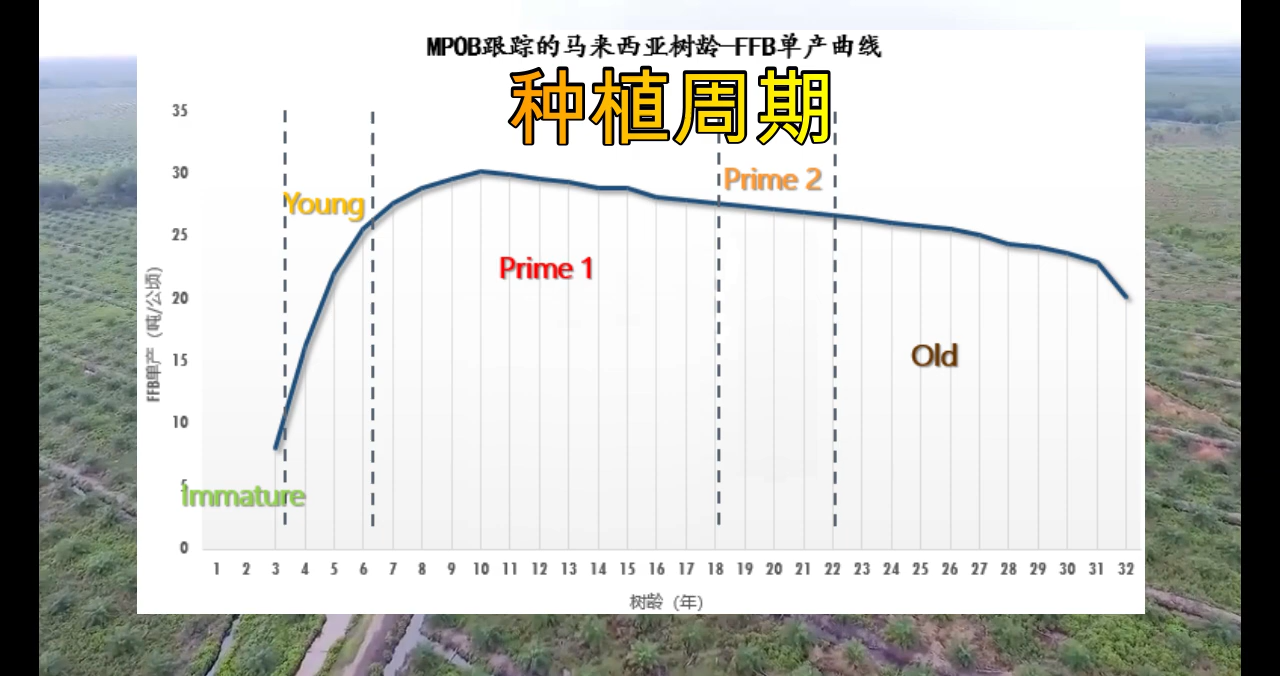 MPOB跟踪的马来西亚树龄-FFB单产曲线
种植周期
35
30
25
20
15
10
5
0
FFB单产（吨/公顷）
Young
Prime 2
Prime 1
Old
Immature
1 2 3 4 5 6 7 8 9 10 11 12 13 14 15 16 17 18 19 20 21 22 23 24 25 26 27 28 29 30 31 32
树龄（年）